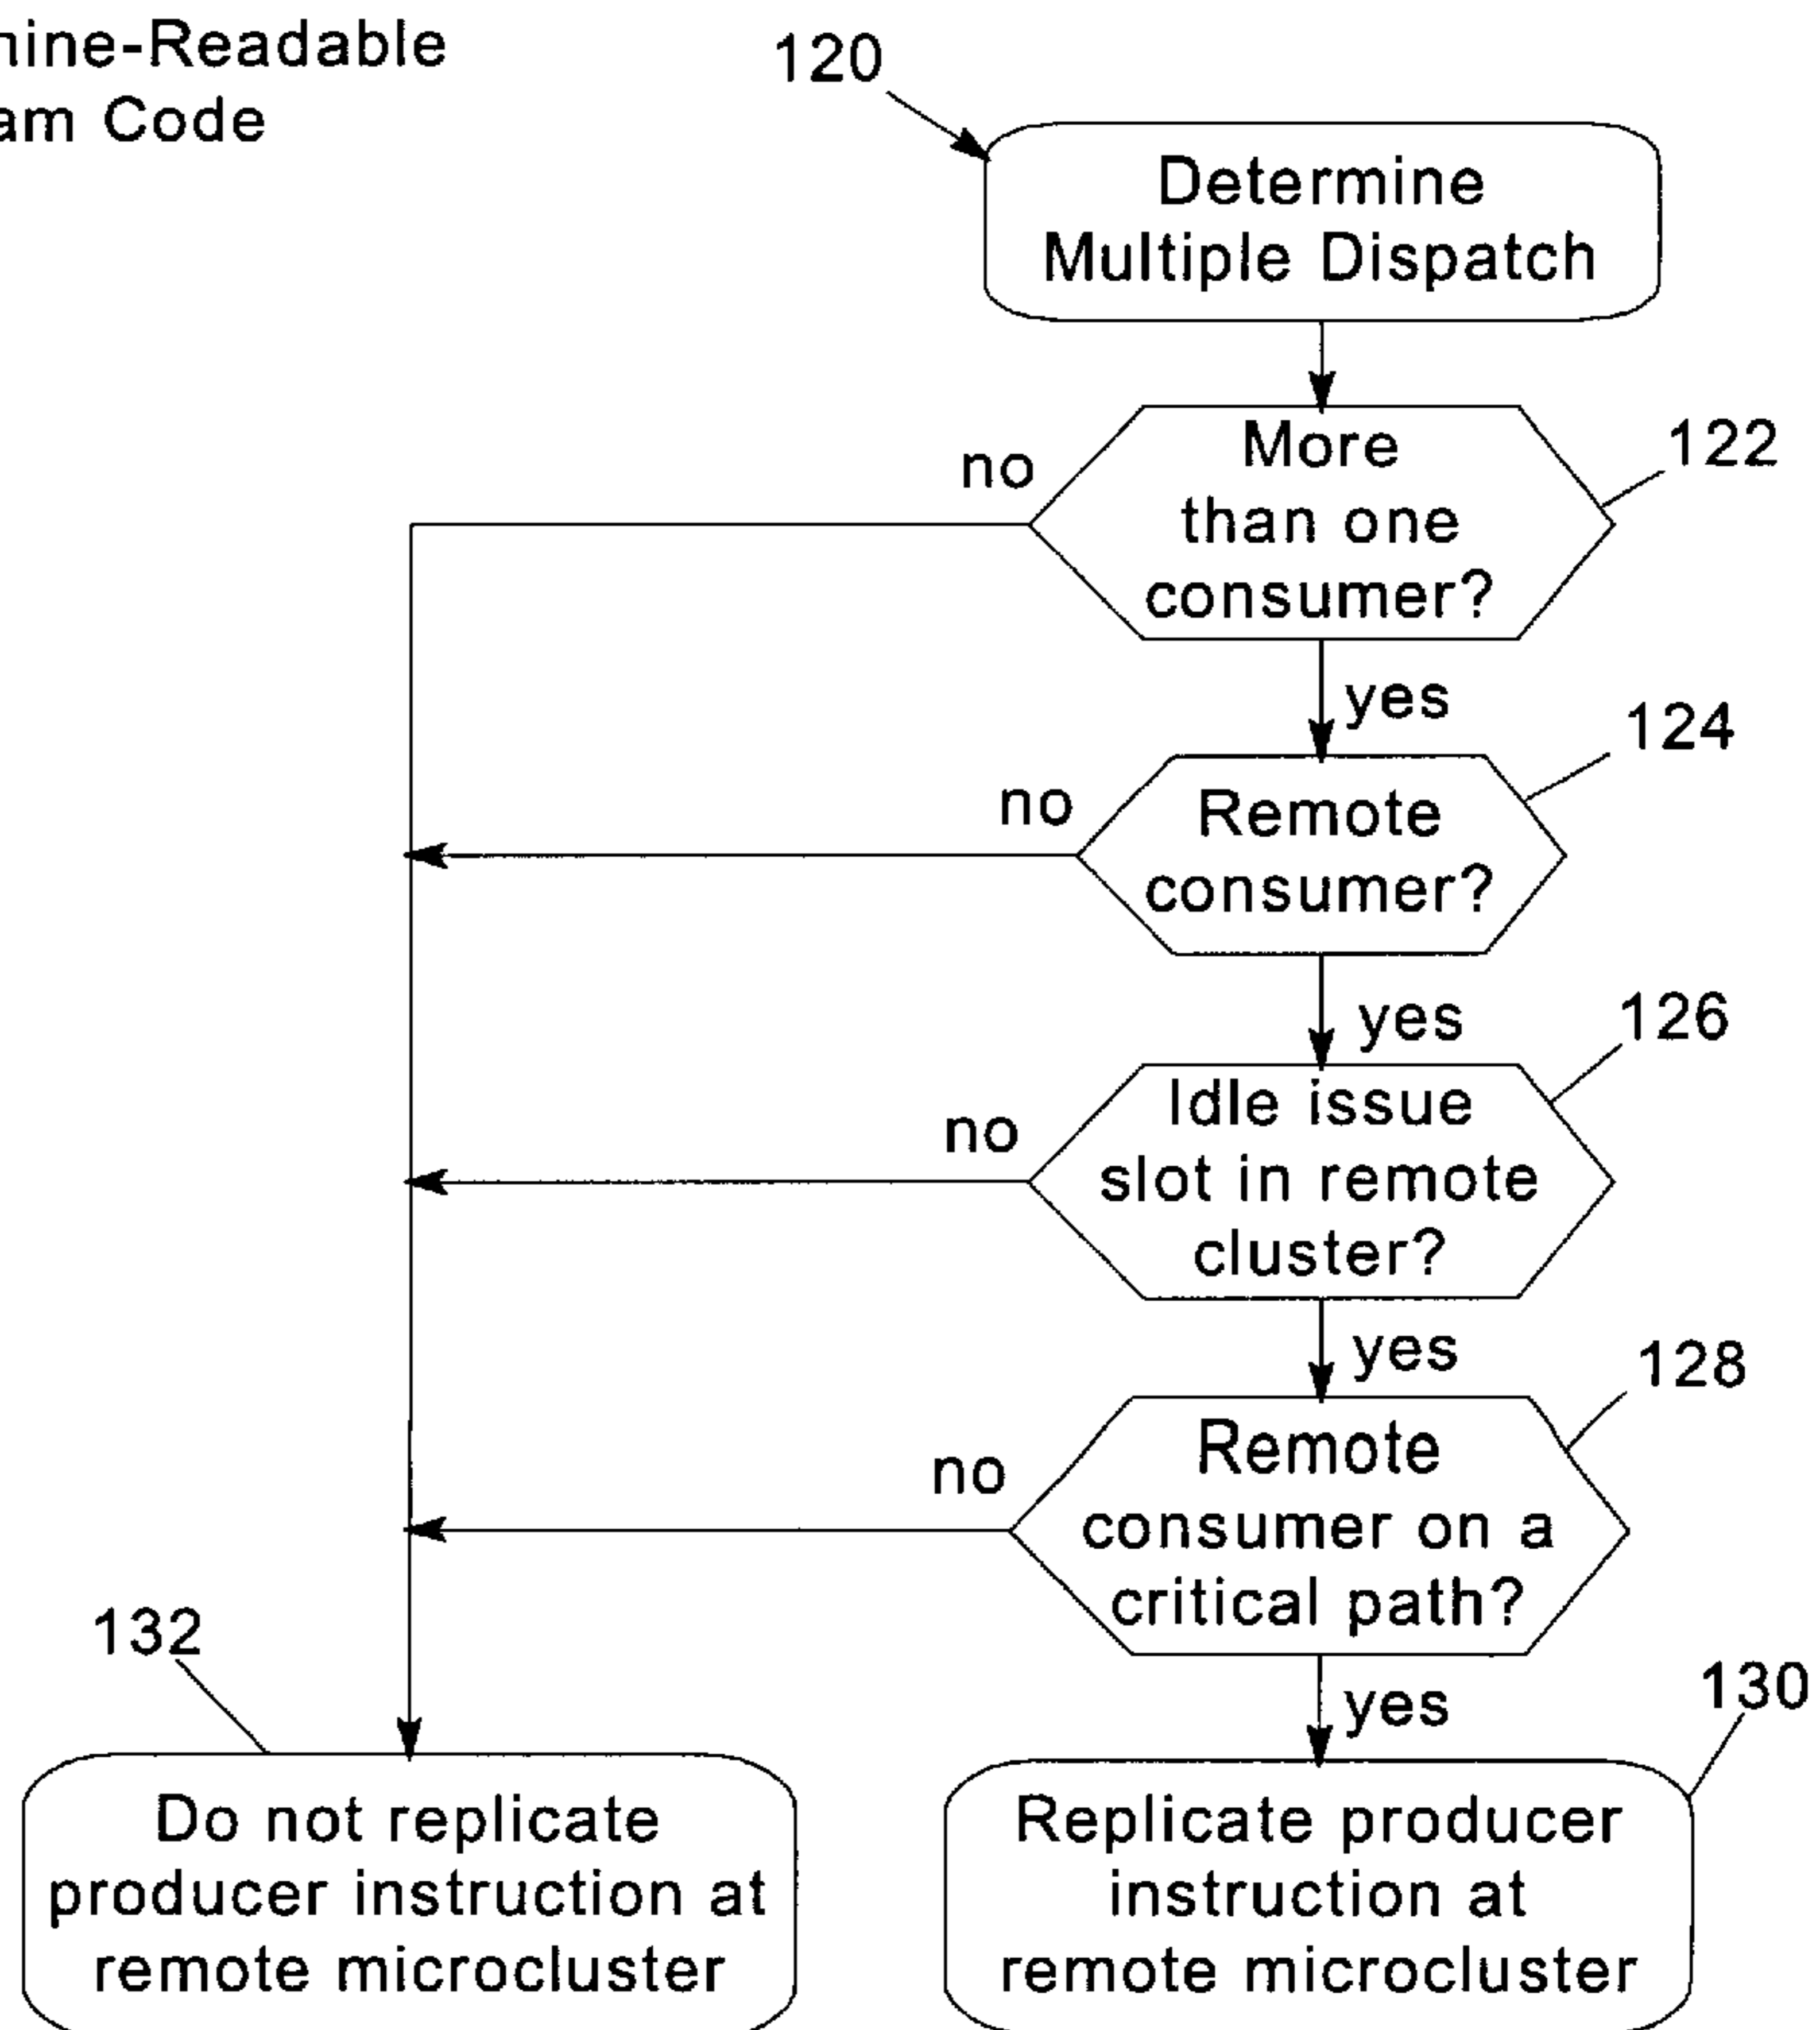 hine-Readable
am Code
120
Determine
Multiple Dispatch
More
than one
consumer?
122
no
yes
124
Remote
consumer?
no
yes
126
Idle issue
slot in remote
cluster?
no
yes
128
Remote
consumer on a
critical path?
no
yes
132
130
Do not replicate
producer instruction at
remote microcluster
Replicate producer
instruction at
remote microcluster